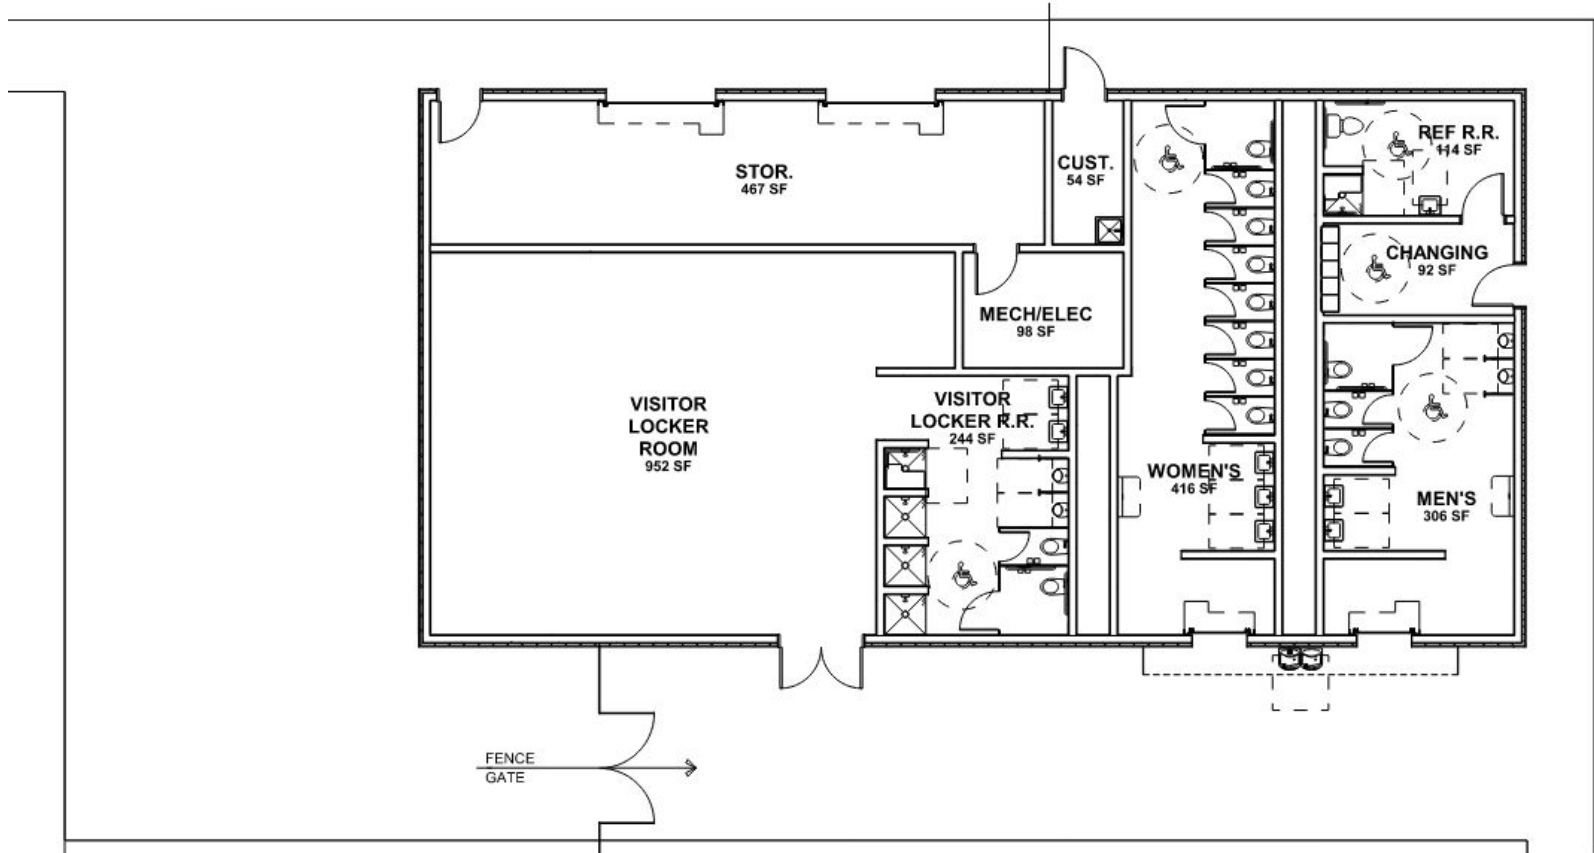 STOR.
467 SF
CUST.
54 SF
REF R.R.
114 SF
CHANGING
92 SF
MECH/ELEC
98 SF
VISITOR
LOCKER
ROOM
952 SF
VISITOR
LOCKER R.R.
244 SF
WOMEN'S
416 SF
MEN'S
306 SF
FENCE
GATE